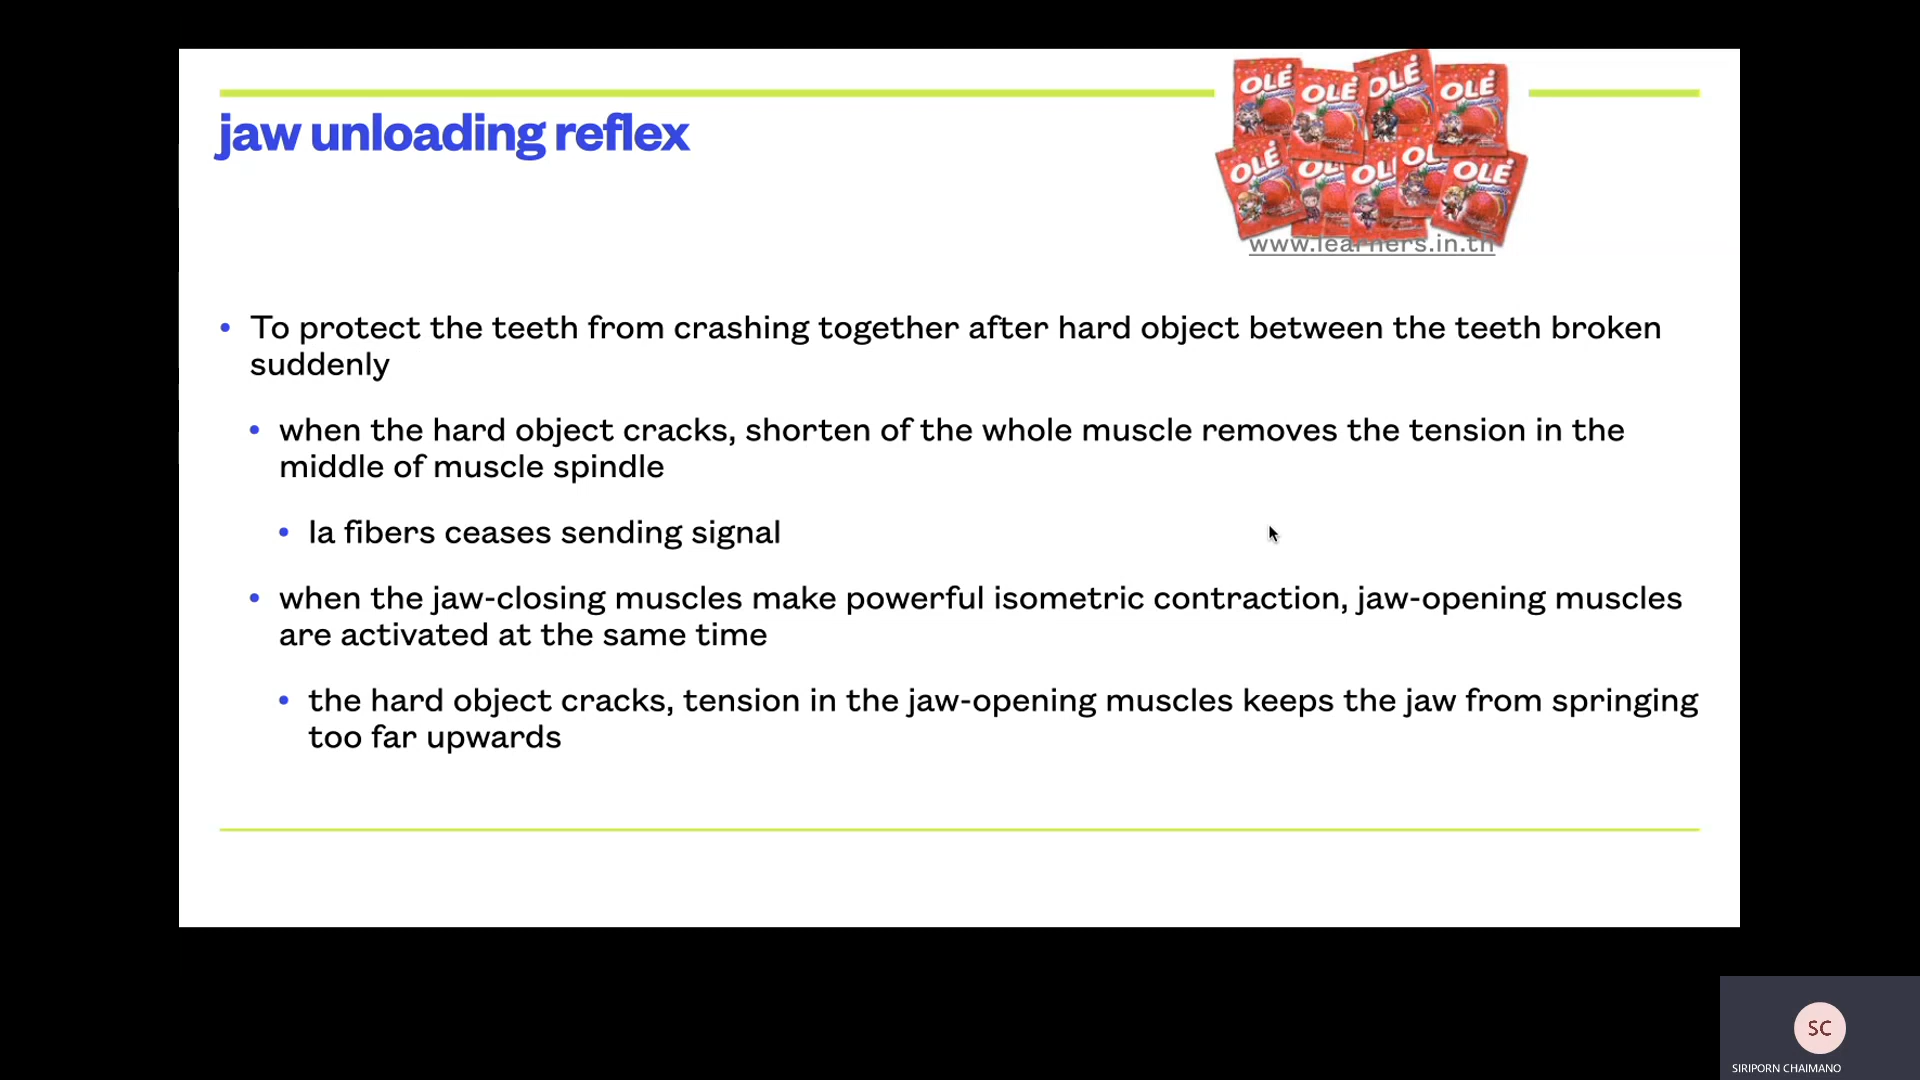 jaw unloading reflex
OLÉ
OLÉ
OLÉ
OLÉ
OLÉ
OLÉ
www.learners.in.th
• To protect the teeth from crashing together after hard object between the teeth broken
suddenly
• when the hard object cracks, shorten of the whole muscle removes the tension in the
middle of muscle spindle
• Ia fibers ceases sending signal
• when the jaw-closing muscles make powerful isometric contraction, jaw-opening muscles
are activated at the same time
• the hard object cracks, tension in the jaw-opening muscles keeps the jaw from springing
too far upwards
SC
SIRIPORN CHAIMANO